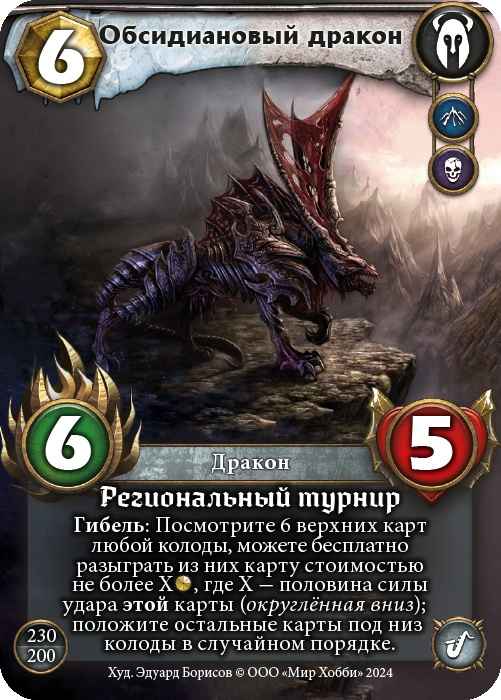 6
Обсидиановый дракон
6
5
Дракон
Региональный турнир
Гибель: Посмотрите 6 верхних карт
любой колоды, можете бесплатно
разыграть из них карту стоимостью
не более X, где X — половина силы
удара этой карты (округлённая вниз);
положите остальные карты под низ
колоды в случайном порядке.
230
200
Худ. Эдуард Борисов © ООО «Мир Хобби» 2024